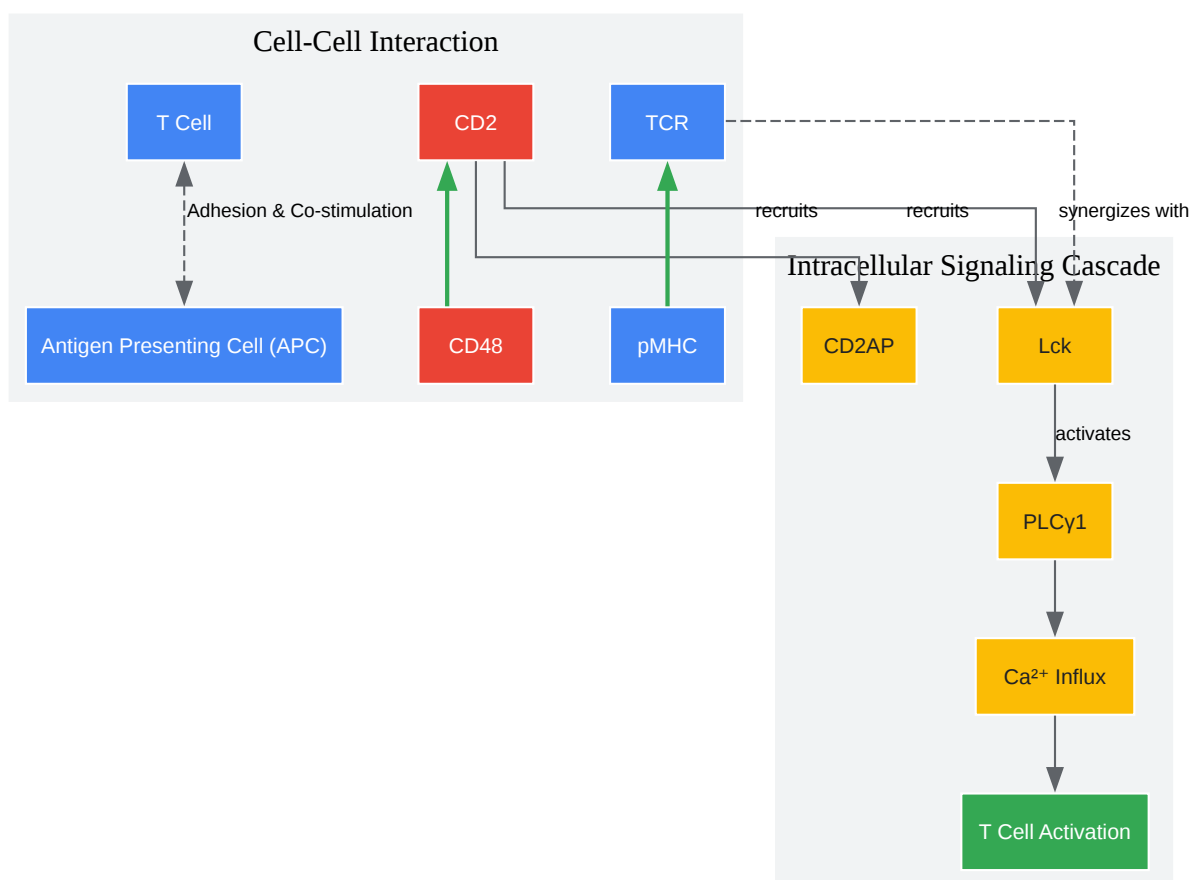 Cell-Cell Interaction
T Cell
CD2
TCR
Adhesion & Co-stimulation
recruits
recruits
synergizes with
Intracellular Signaling Cascade
Antigen Presenting Cell (APC)
CD48
pMHC
CD2AP
Lck
activates
PLCγ1
Ca²⁺ Influx
T Cell Activation